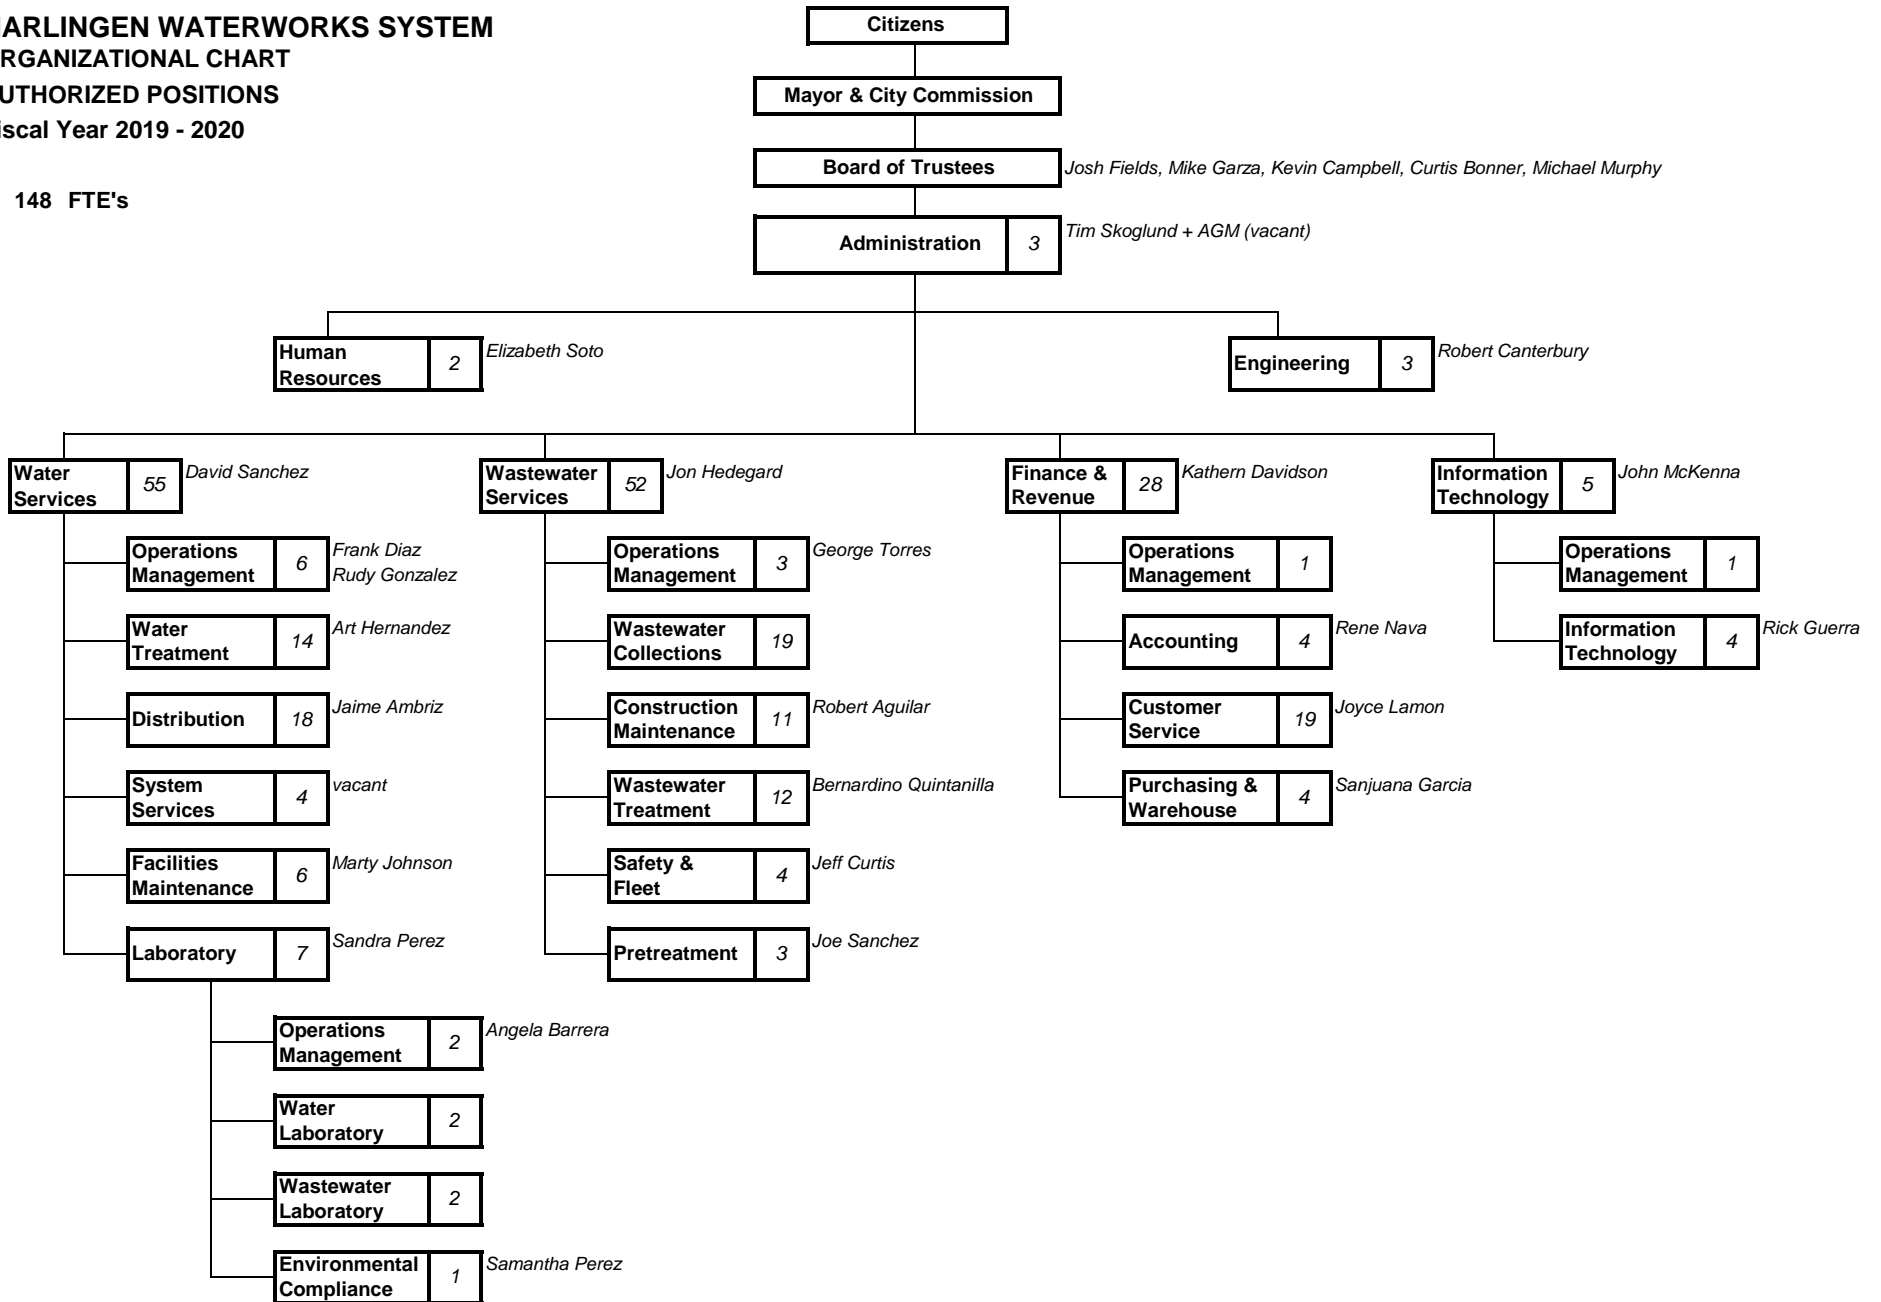 ARLINGEN WATERWORKS SYSTEM
RGANIZATIONAL CHART
UTHORIZED POSITIONS
iscal Year 2019 - 2020
148 FTE's
Citizens
Mayor & City Commission
Board of Trustees
Josh Fields, Mike Garza, Kevin Campbell, Curtis Bonner, Michael Murphy
Administration
3
Tim Skoglund + AGM (vacant)
Human
Resources
2
Elizabeth Soto
Engineering
3
Robert Canterbury
Water
Services
55
David Sanchez
Operations
Management
6
Frank Diaz
Rudy Gonzalez
Water
Treatment
14
Art Hernandez
Distribution
18
Jaime Ambriz
System
Services
4
vacant
Facilities
Maintenance
6
Marty Johnson
Laboratory
7
Sandra Perez
Operations
Management
2
Angela Barrera
Water
Laboratory
2
Wastewater
Laboratory
2
Environmental
Compliance
1
Samantha Perez
Wastewater
Services
52
Jon Hedegard
Operations
Management
3
George Torres
Wastewater
Collections
19
Construction
Maintenance
11
Robert Aguilar
Wastewater
Treatment
12
Bernardino Quintanilla
Safety &
Fleet
4
Jeff Curtis
Pretreatment
3
Joe Sanchez
Finance &
Revenue
28
Kathern Davidson
Operations
Management
1
Accounting
4
Rene Nava
Customer
Service
19
Joyce Lamon
Purchasing &
Warehouse
4
Sanjuana Garcia
Information
Technology
5
John McKenna
Operations
Management
1
Information
Technology
4
Rick Guerra